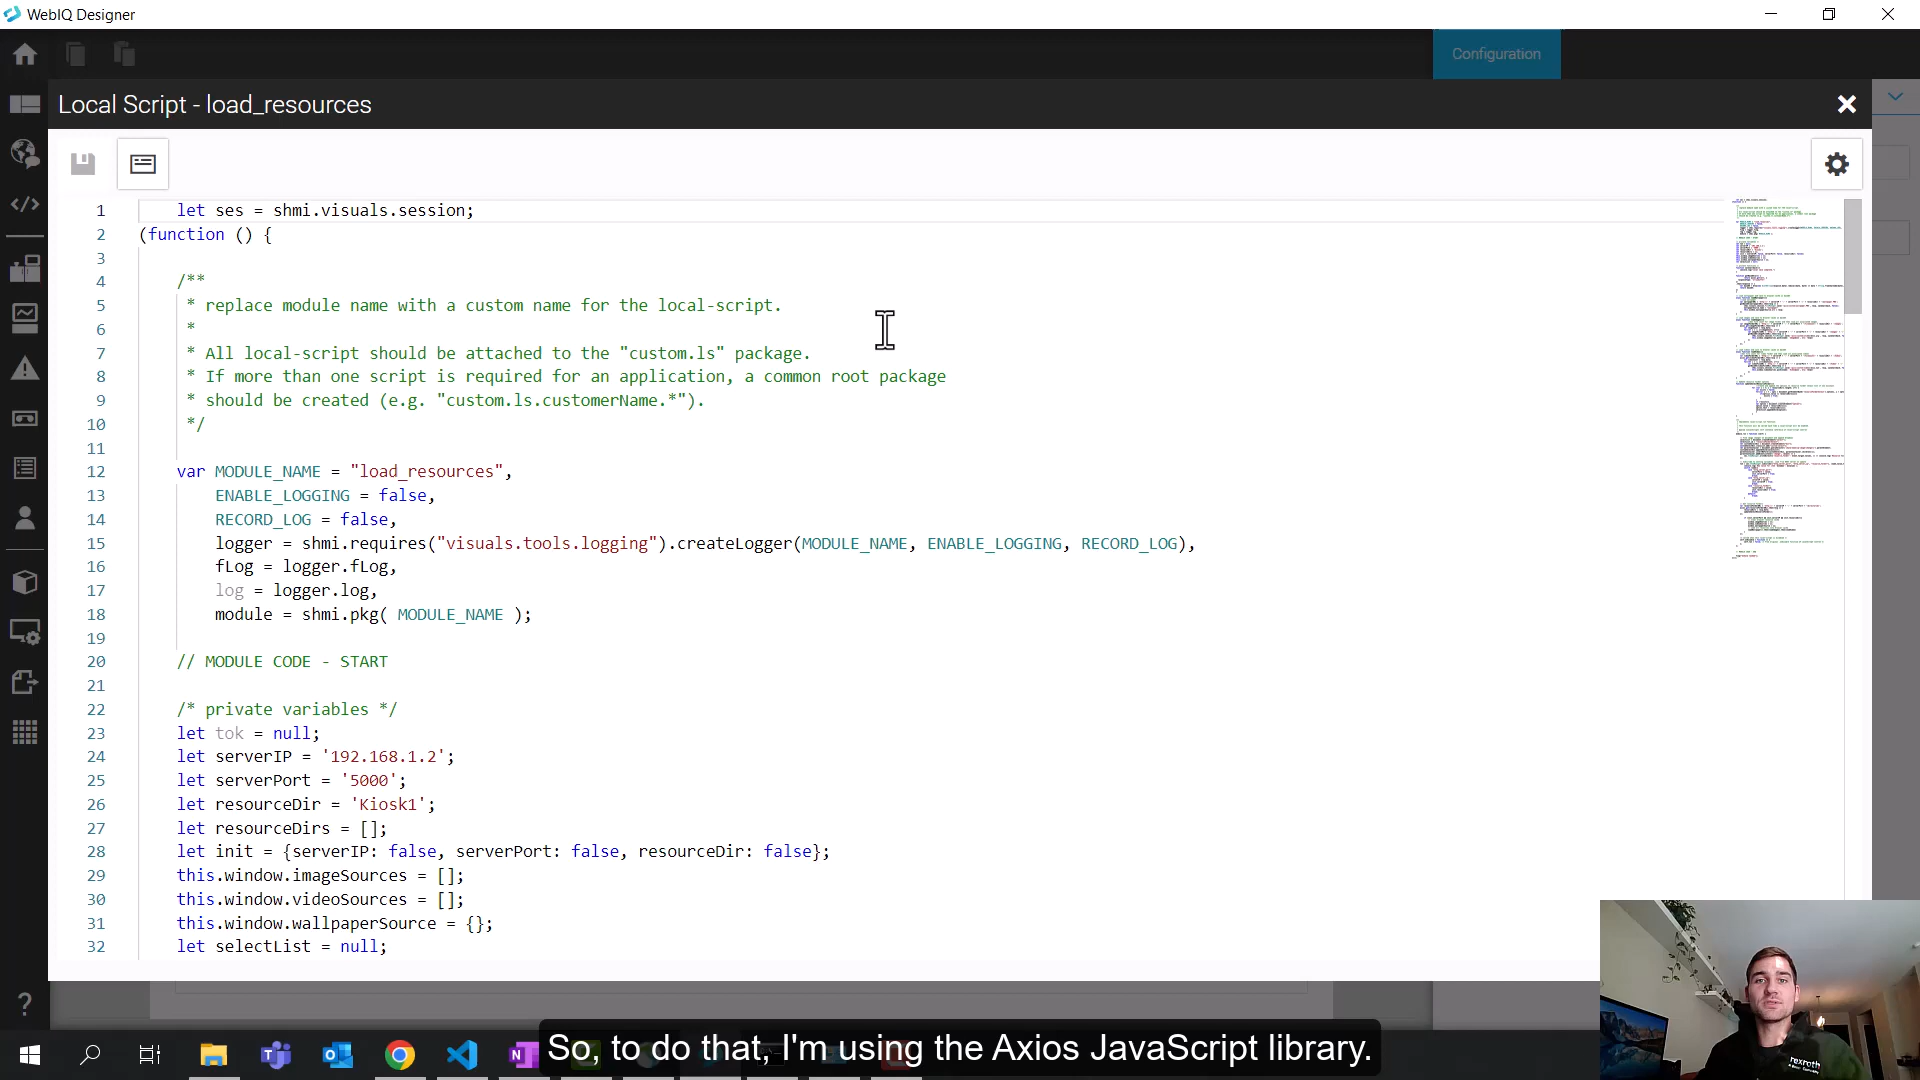 WebIQ Designer
Configuration
Local Script - load_resources
1 let ses = shmi.visuals.session;
2 (function () {
3
4 /**
5 * replace module name with a custom name for the local-script.
6 *
7 * All local-script should be attached to the "custom.ls" package.
8 * If more than one script is required for an application, a common root package
9 * should be created (e.g. "custom.ls.customerName.*").
10 */
11
12 var MODULE_NAME = "load_resources",
13 ENABLE_LOGGING = false,
14 RECORD_LOG = false,
15 logger = shmi.requires("visuals.tools.logging").createLogger(MODULE_NAME, ENABLE_LOGGING, RECORD_LOG),
16 fLog = logger.fLog,
17 log = logger.log,
18 module = shmi.pkg( MODULE_NAME );
19
20 // MODULE CODE - START
21
22 /* private variables */
23 let tok = null;
24 let serverIP = '192.168.1.2';
25 let serverPort = '5000';
26 let resourceDir = 'Kiosk1';
27 let resourceDirs = [];
28 let init = {serverIP: false, serverPort: false, resourceDir: false};
29 this.window.imageSources = [];
30 this.window.videoSources = [];
31 this.window.wallpaperSource = {};
32 let selectList = null;
rexroth
So, to do that, I'm using the Axios JavaScript library.